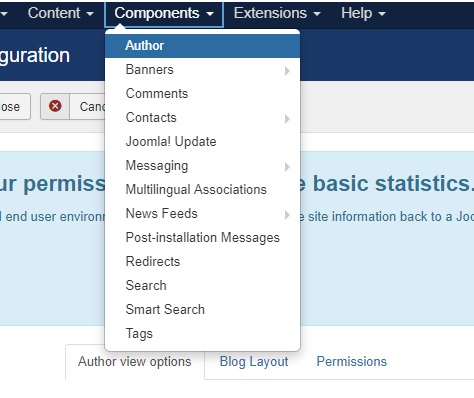 Content Components Extensions Help
guration
Author
Banners
Comments
Contacts
Joomla! Update
Messaging
Multilingual Associations
News Feeds
Post-installation Messages
Redirects
Search
Smart Search
Tags
ose Canc
ur permiss e basic statistics.
l end user environm e site information back to a Joo
Author view options Blog Layout Permissions